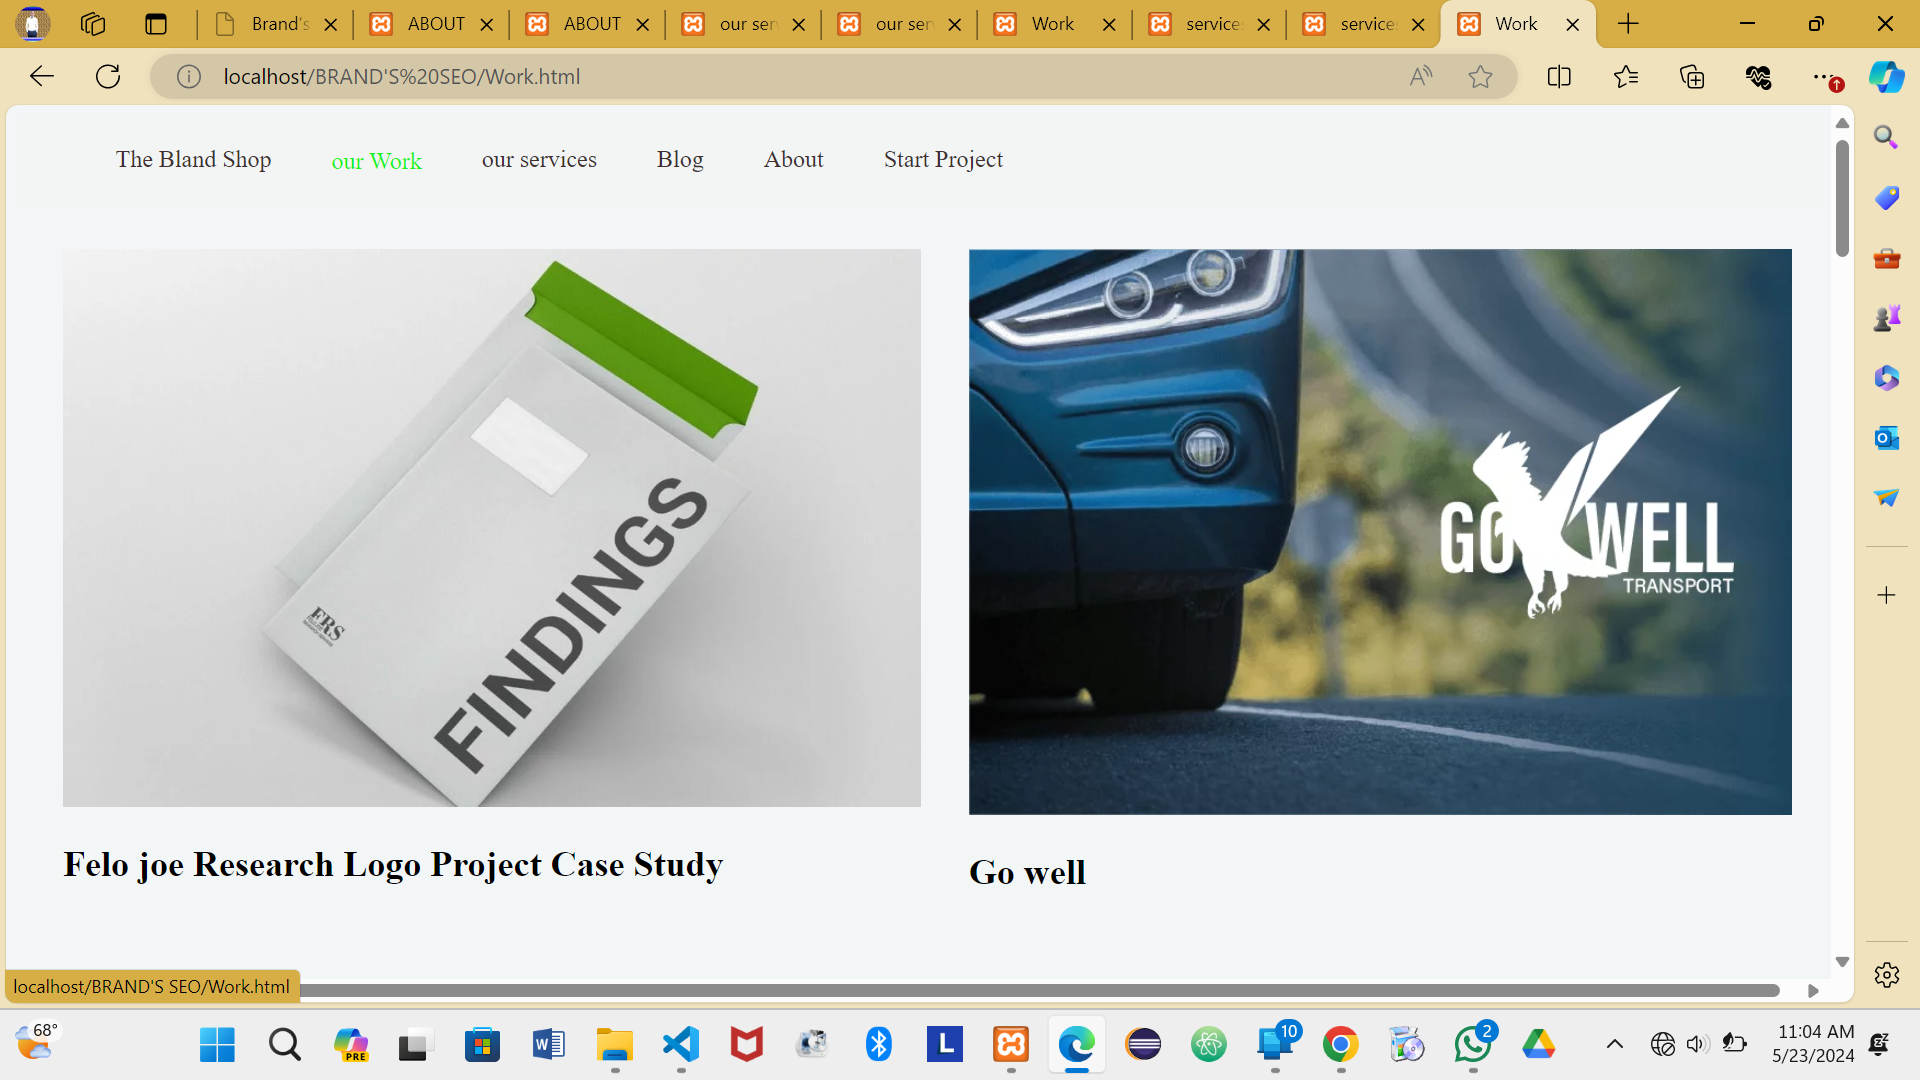 Brand's
ABOUT
ABOUT
our ser
our ser
Work
service
service
Work
localhost/BRAND'S%20SEO/Work.html
The Bland Shop
our Work
our services
Blog
About
Start Project
FINDINGS
FRS
GO WELL
TRANSPORT
Felo joe Research Logo Project Case Study
Go well
localhost/BRAND'S SEO/Work.html
68°
PRE
L
10
2
11:04 AM
5/23/2024